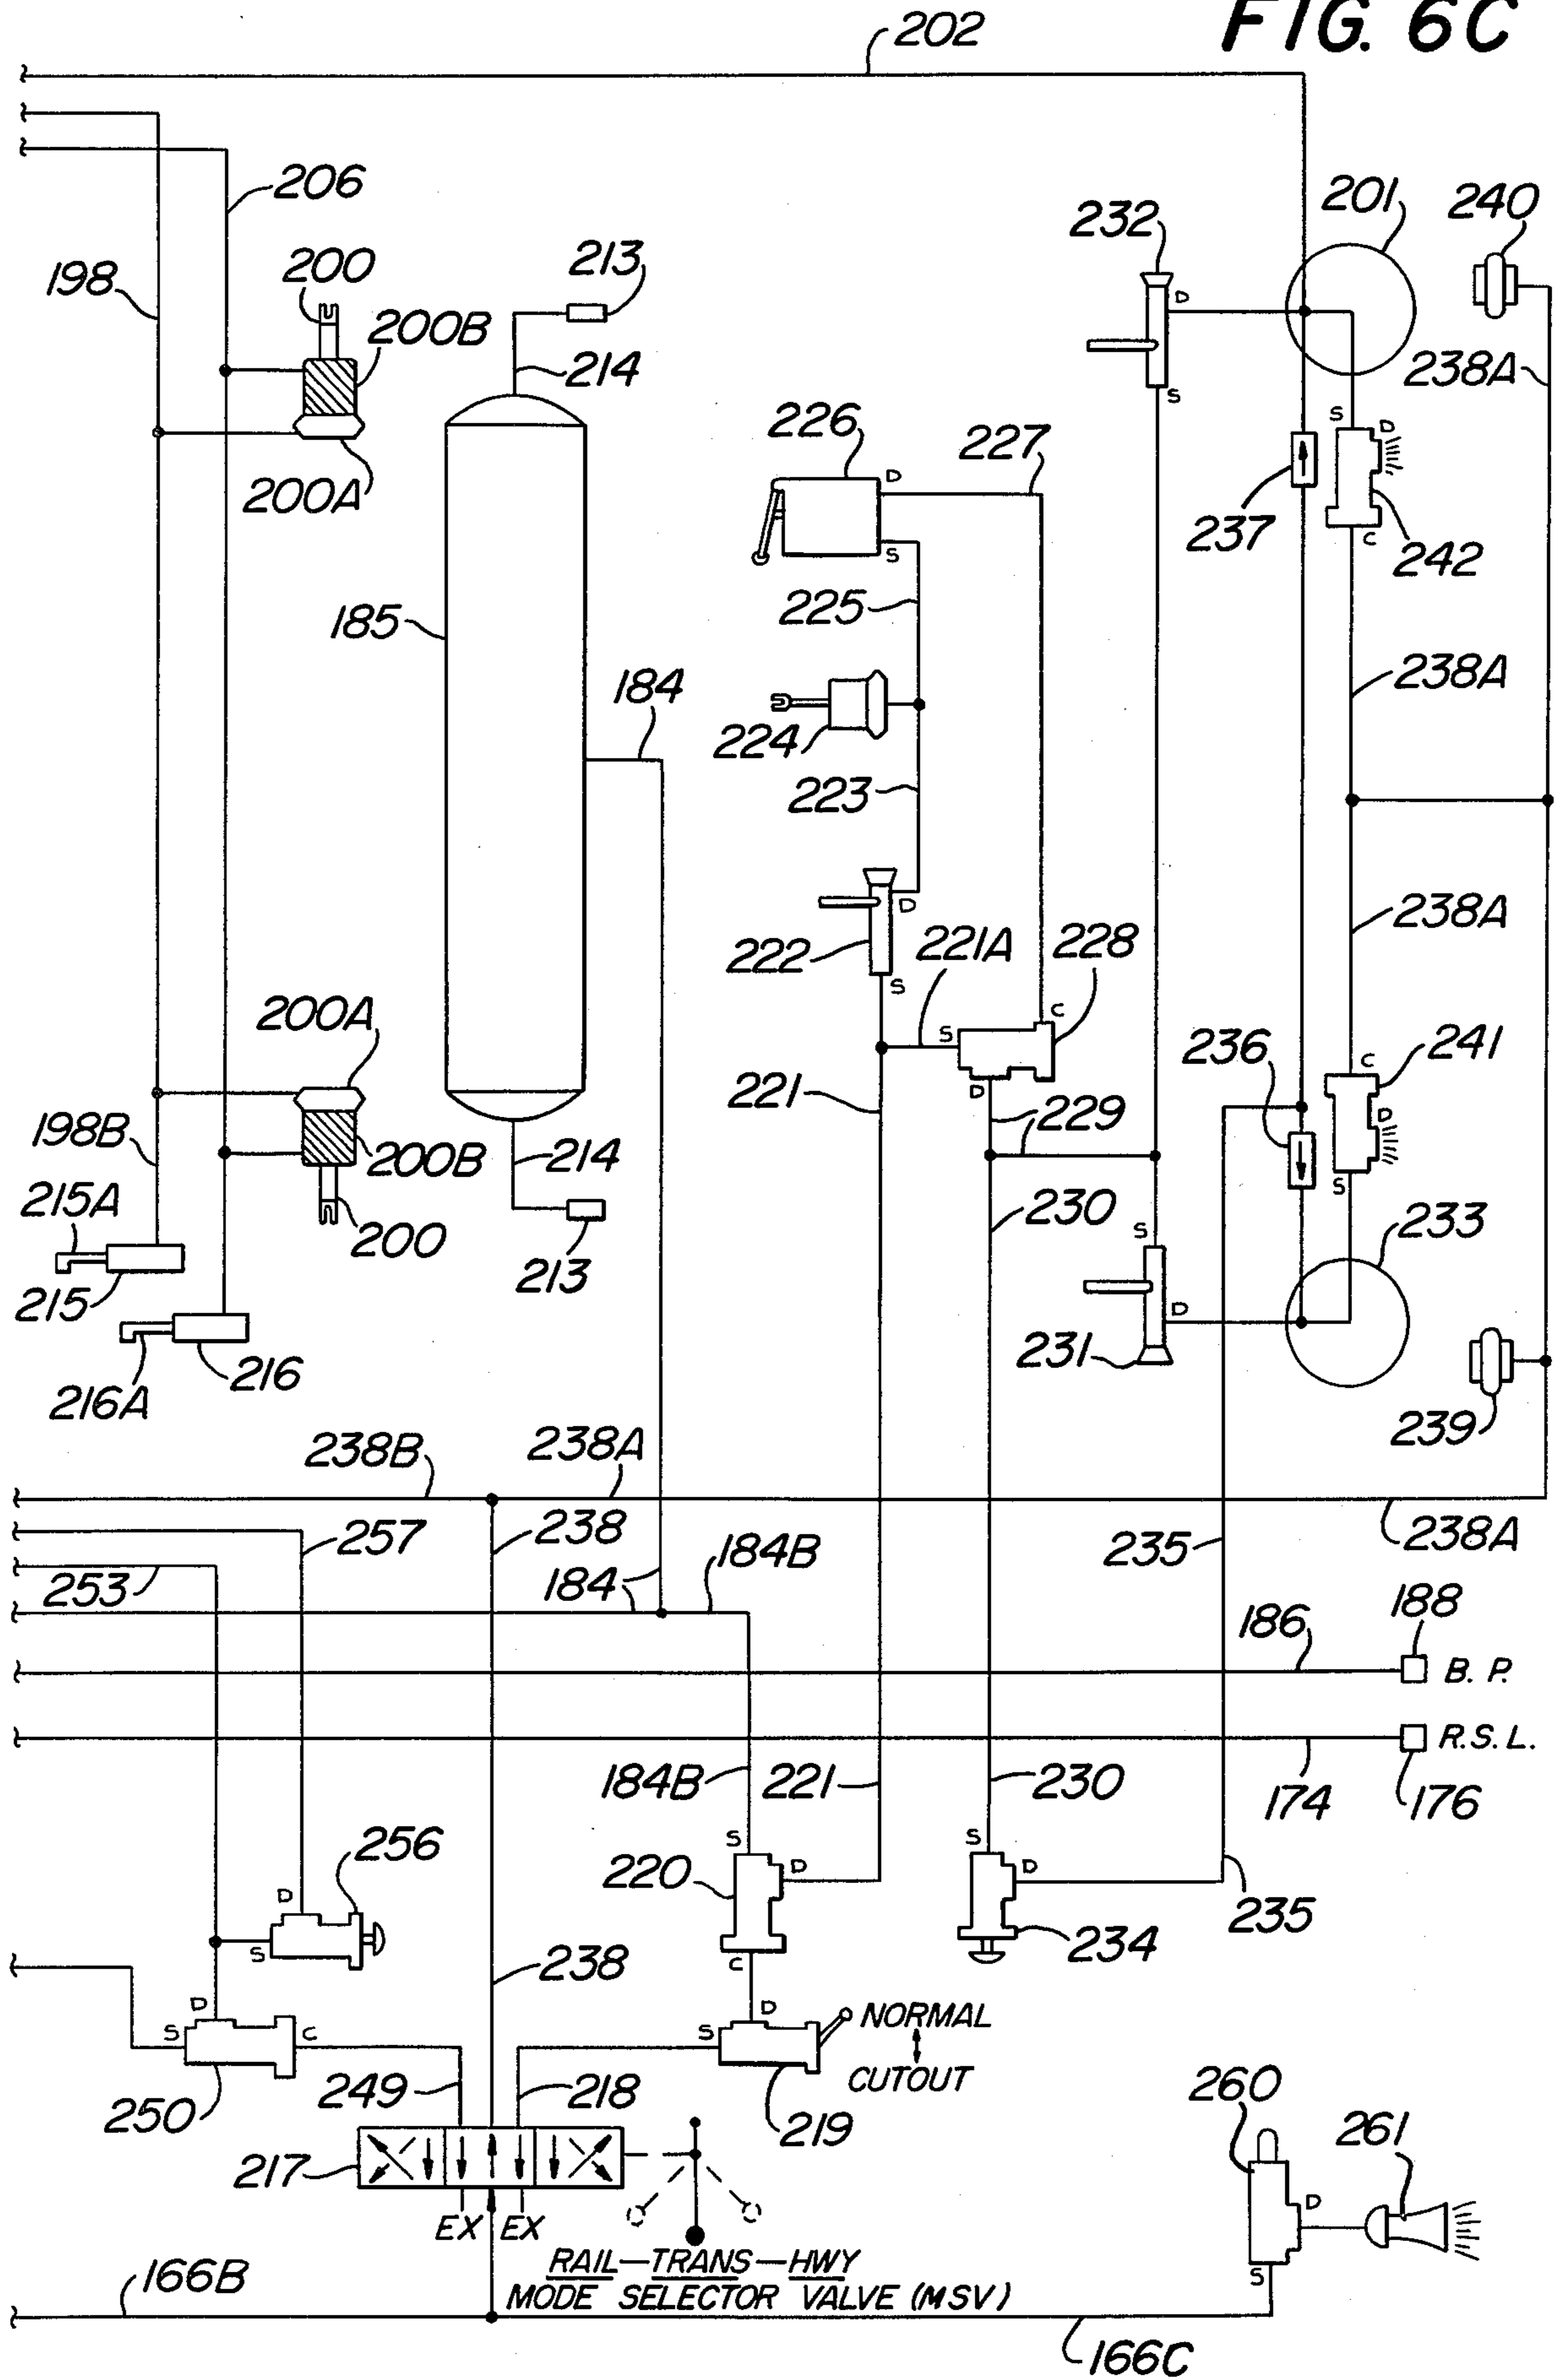 FIG. 6C
202
206
201
240
232
198
200
213
200B
214
238A
226
227
200A
237
242
185
225
184
238A
224
223
238A
222
221A
228
200A
236
241
221
229
198B
214
200B
215A
230
233
200
213
215
231
216
216A
239
238B
238A
257
238
184B
235
238A
253
184
186
188
B. P.
R. S. L.
184B
221
230
174
176
256
220
235
234
238
NORMAL
CUTOUT
249
218
260
250
219
261
217
EX EX
RAIL—TRANS—HWY
166B
MODE SELECTOR VALVE (MSV)
166C
D
S
S
D
C
D
S
D
S
S
C
D
C
D
S
S
D
S
D
S
D
C
S
D
D
S
D
S
C
D
S
D
S